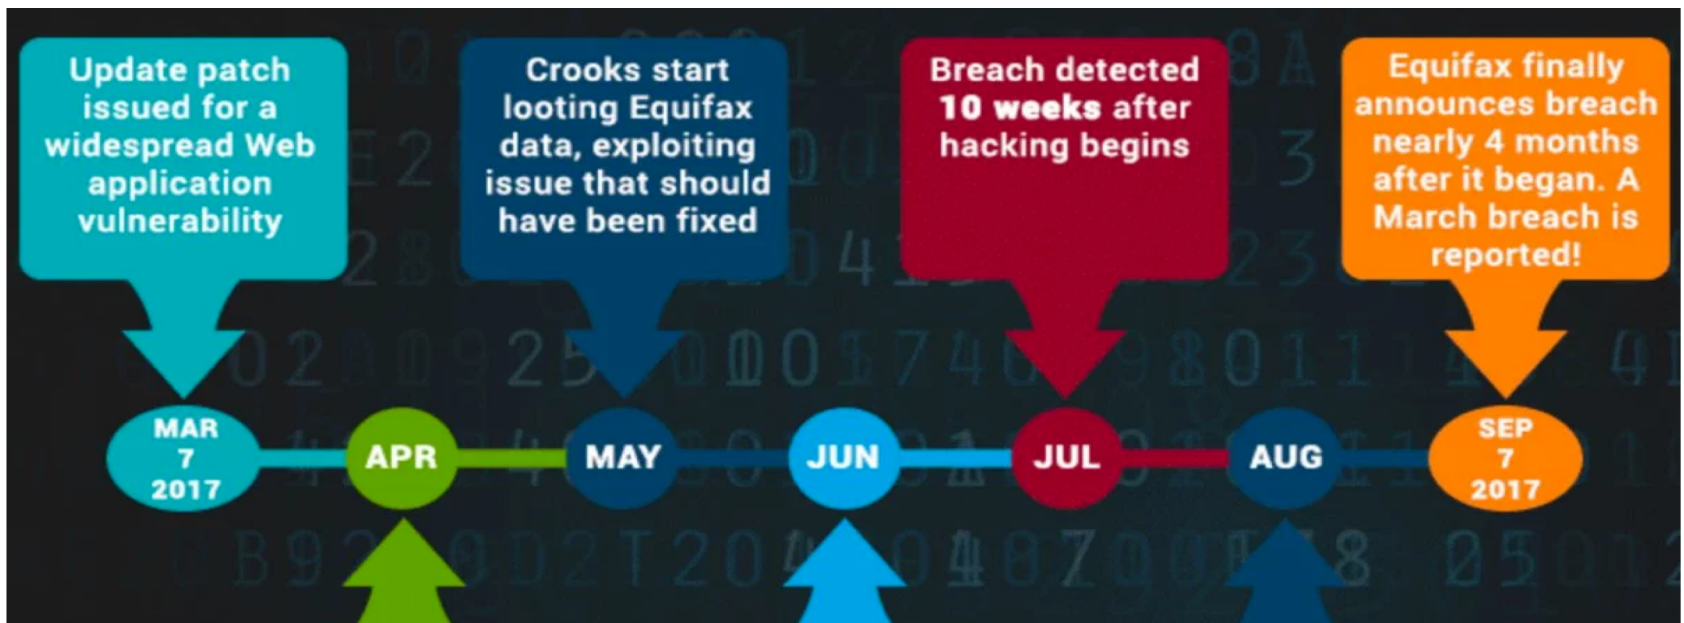 Update patch
issued for a
widespread Web
application
vulnerability
Crooks start
looting Equifax
data, exploiting
issue that should
have been fixed
Breach detected
10 weeks after
hacking begins
Equifax finally
announces breach
nearly 4 months
after it began. A
March breach is
reported!
MAR
7
2017
APR
MAY
JUN
JUL
AUG
SEP
7
2017